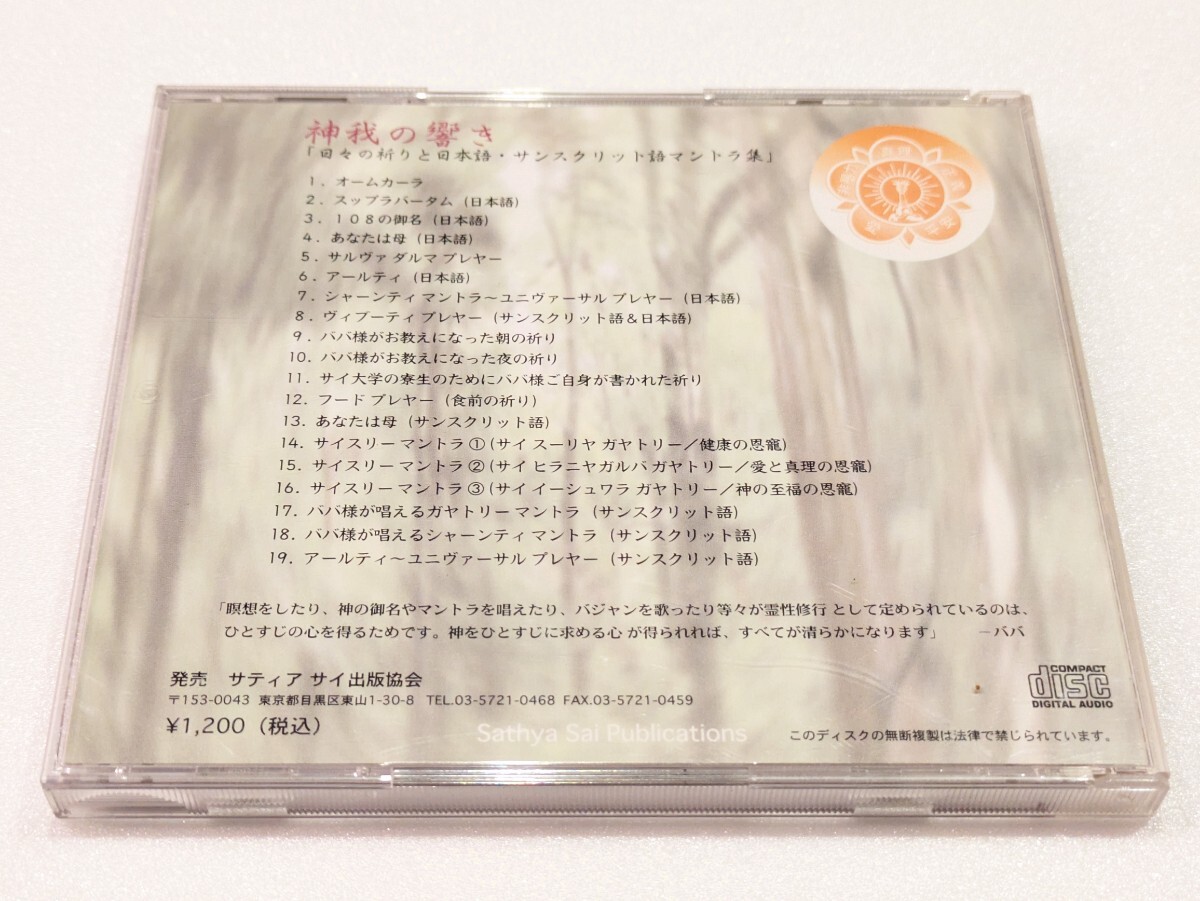 神我の響き
「日々の祈りと日本語・サンスクリット語マントラ集」
1. オームカーラ
2. スップラバータム (日本語)
3. 108の御名 (日本語)
4. あなたは母 (日本語)
5. サルヴァ ダルマ プレヤー
6. アールティ (日本語)
7. シャーンティ マントラ～ユニヴァーサル プレヤー (日本語)
8. ヴィブーティ プレヤー (サンスクリット語&日本語)
9. ババ様がお教えになった朝の祈り
10. ババ様がお教えになった夜の祈り
11. サイ大学の寮生のためにババ様ご自身が書かれた祈り
12. フード プレヤー (食前の祈り)
13. あなたは母 (サンスクリット語)
14. サイスリー マントラ ① (サイ スーリヤ ガヤトリー／健康の恩寵)
15. サイスリー マントラ ② (サイ ヒラニヤガルバ ガヤトリー／愛と真理の恩寵)
16. サイスリー マントラ ③ (サイ イーシュワラ ガヤトリー／神の至福の恩寵)
17. ババ様が唱えるガヤトリー マントラ (サンスクリット語)
18. ババ様が唱えるシャーンティ マントラ (サンスクリット語)
19. アールティ～ユニヴァーサル プレヤー (サンスクリット語)
「瞑想をしたり、神の御名やマントラを唱えたり、バジャンを歌ったり等々が霊性修行 として定められているのは、
ひとすじの心を得るためです。神をひとすじに求める心 が得られれば、すべてが清らかになります」 －ババ
発売 サティア サイ出版協会
〒153-0043 東京都目黒区東山1-30-8 TEL.03-5721-0468 FAX.03-5721-0459
¥1,200 (税込)
Sathya Sai Publications
COMPACT
disc
DIGITAL AUDIO
このディスクの無断複製は法律で禁じられています。